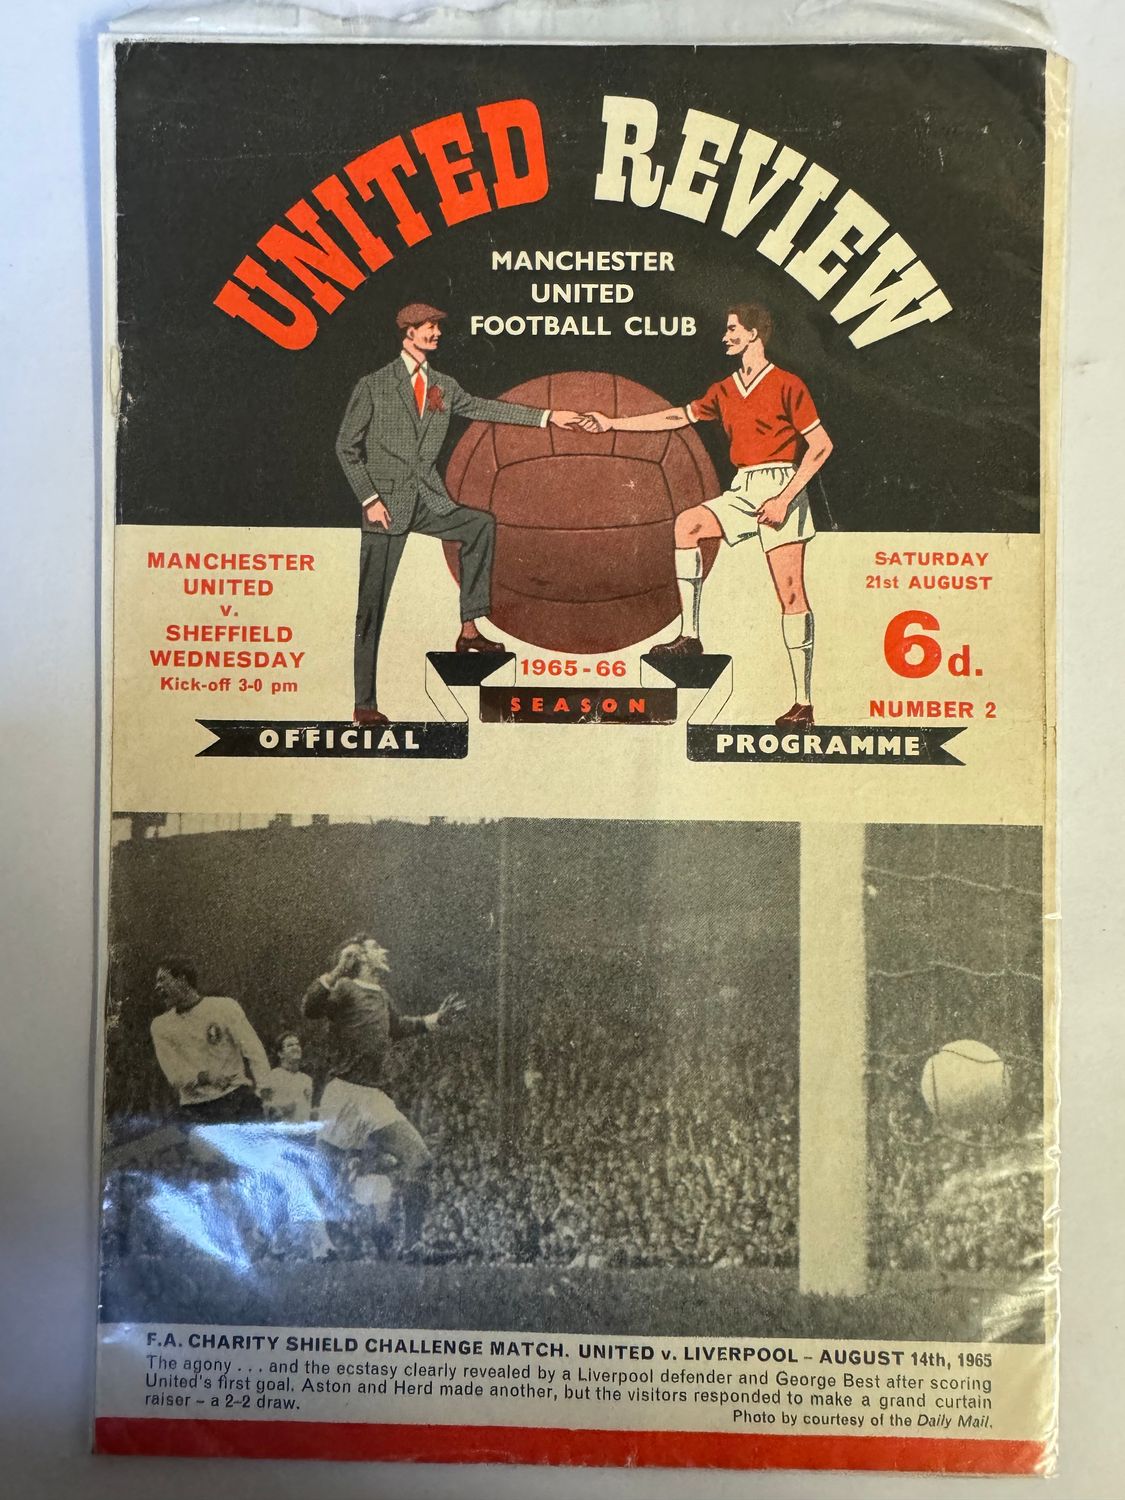 UNITED REVIEW
MANCHESTER
UNITED
FOOTBALL CLUB
MANCHESTER
UNITED
v.
SHEFFIELD
WEDNESDAY
Kick-off 3-0 pm
SATURDAY
21st AUGUST
6d.
NUMBER 2
1965-66
SEASON
OFFICIAL
PROGRAMME
F.A. CHARITY SHIELD CHALLENGE MATCH. UNITED v. LIVERPOOL – AUGUST 14th, 1965
The agony . . . and the ecstasy clearly revealed by a Liverpool defender and George Best after scoring
United's first goal. Aston and Herd made another, but the visitors responded to make a grand curtain
raiser – a 2–2 draw.
Photo by courtesy of the Daily Mail.